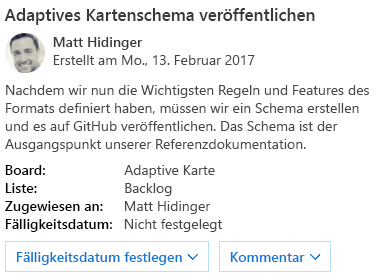 Adaptives Kartenschema veröffentlichen
Matt Hidinger
Erstellt am Mo., 13. Februar 2017
Nachdem wir nun die Wichtigsten Regeln und Features des
Formats definiert haben, müssen wir ein Schema erstellen
und es auf GitHub veröffentlichen. Das Schema ist der
Ausgangspunkt unserer Referenzdokumentation.
Board: Adaptive Karte
Liste: Backlog
Zugewiesen an: Matt Hidinger
Fälligkeitsdatum: Nicht festgelegt
Fälligkeitsdatum festlegen Kommentar